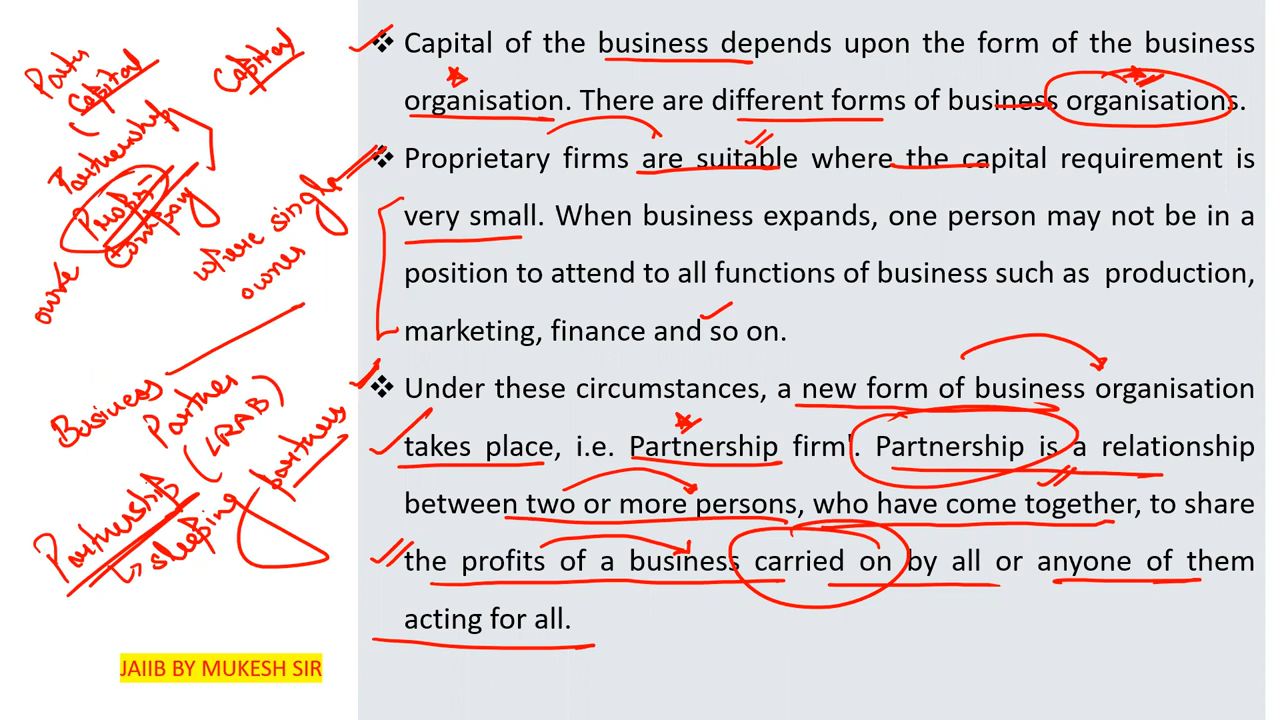 Capital of the business depends upon the form of the business
organisation. There are different forms of business organisations.
Proprietary firms are suitable where the capital requirement is
very small. When business expands, one person may not be in a
position to attend to all functions of business such as production,
marketing, finance and so on.
Under these circumstances, a new form of business organisation
takes place, i.e. Partnership firm'. Partnership is a relationship
between two or more persons, who have come together, to share
the profits of a business carried on by all or anyone of them
acting for all.
Capital
Capital
Partnership
Company
where single
owner
Business
Partner
(LRAB)
Partnership
sleeping partners
JAIIB BY MUKESH SIR